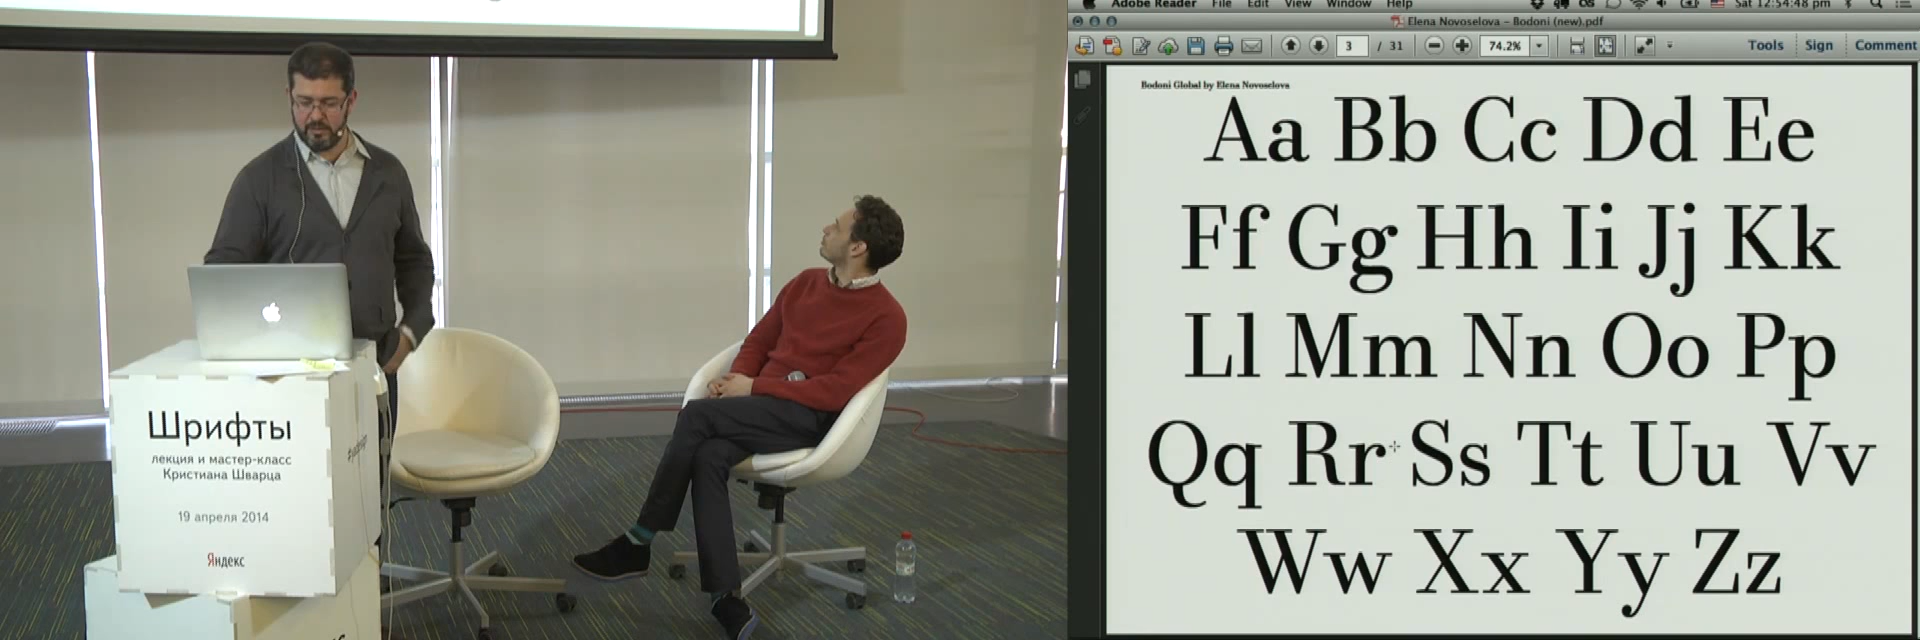 Шрифты
лекция и мастер-класс
Кристиана Шварца
19 апреля 2014
Яндекс
Adobe Reader File Edit View Window Help
Sat 12:54:48 pm
Elena Novoselova – Bodoni (new).pdf
3 / 31
74.2%
Tools Sign Comment
Bodoni Global by Elena Novoselova
Aa Bb Cc Dd Ee
Ff Gg Hh Ii Jj Kk
Ll Mm Nn Oo Pp
Qq Rr Ss Tt Uu Vv
Ww Xx Yy Zz